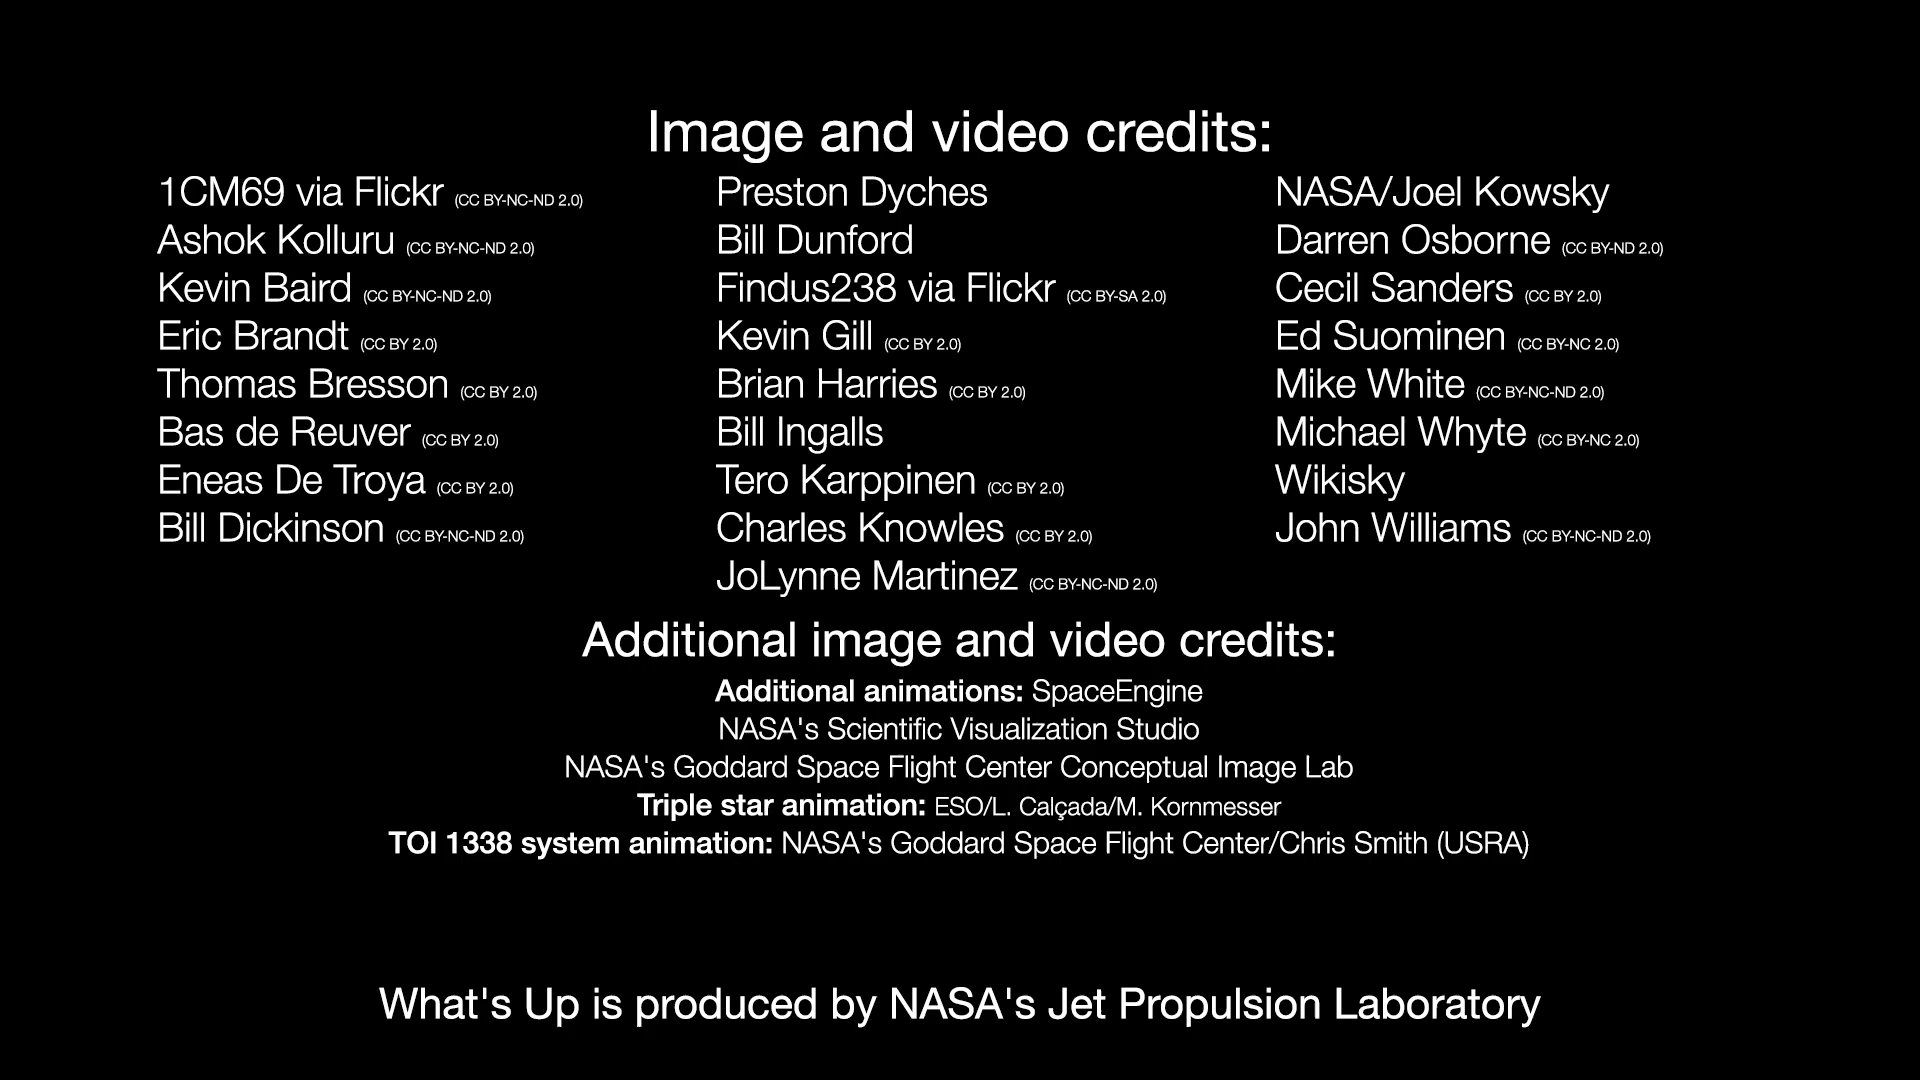 Image and video credits:
1CM69 via Flickr (CC BY-NC-ND 2.0)
Ashok Kolluru (CC BY-NC-ND 2.0)
Kevin Baird (CC BY-NC-ND 2.0)
Eric Brandt (CC BY 2.0)
Thomas Bresson (CC BY 2.0)
Bas de Reuver (CC BY 2.0)
Eneas De Troya (CC BY 2.0)
Bill Dickinson (CC BY-NC-ND 2.0)
Preston Dyches
Bill Dunford
Findus238 via Flickr (CC BY-SA 2.0)
Kevin Gill (CC BY 2.0)
Brian Harries (CC BY 2.0)
Bill Ingalls
Tero Karppinen (CC BY 2.0)
Charles Knowles (CC BY 2.0)
JoLynne Martinez (CC BY-NC-ND 2.0)
NASA/Joel Kowsky
Darren Osborne (CC BY-ND 2.0)
Cecil Sanders (CC BY 2.0)
Ed Suominen (CC BY-NC 2.0)
Mike White (CC BY-NC-ND 2.0)
Michael Whyte (CC BY-NC 2.0)
Wikisky
John Williams (CC BY-NC-ND 2.0)
Additional image and video credits:
Additional animations: SpaceEngine
NASA's Scientific Visualization Studio
NASA's Goddard Space Flight Center Conceptual Image Lab
Triple star animation: ESO/L. Calçada/M. Kornmesser
TOI 1338 system animation: NASA's Goddard Space Flight Center/Chris Smith (USRA)
What's Up is produced by NASA's Jet Propulsion Laboratory